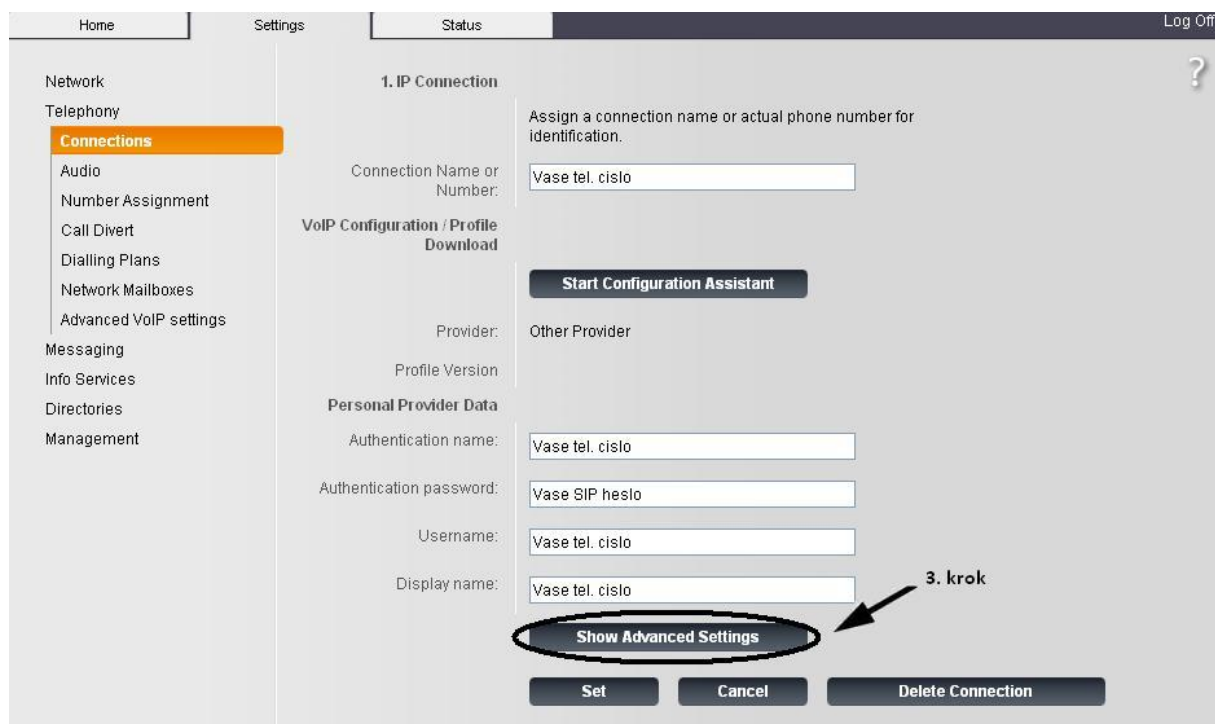 Home Settings Status Log Off
?
Network
Telephony
Connections
Audio
Number Assignment
Call Divert
Dialling Plans
Network Mailboxes
Advanced VoIP settings
Messaging
Info Services
Directories
Management
1. IP Connection
Assign a connection name or actual phone number for
identification.
Connection Name or
Number:
Vase tel. cislo
VoIP Configuration / Profile
Download
Start Configuration Assistant
Provider: Other Provider
Profile Version
Personal Provider Data
Authentication name: Vase tel. cislo
Authentication password: Vase SIP heslo
Username: Vase tel. cislo
Display name: Vase tel. cislo
3. krok
Show Advanced Settings
Set Cancel Delete Connection